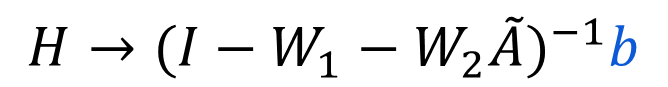 H → (I − W₁ − W₂Ã)⁻¹b